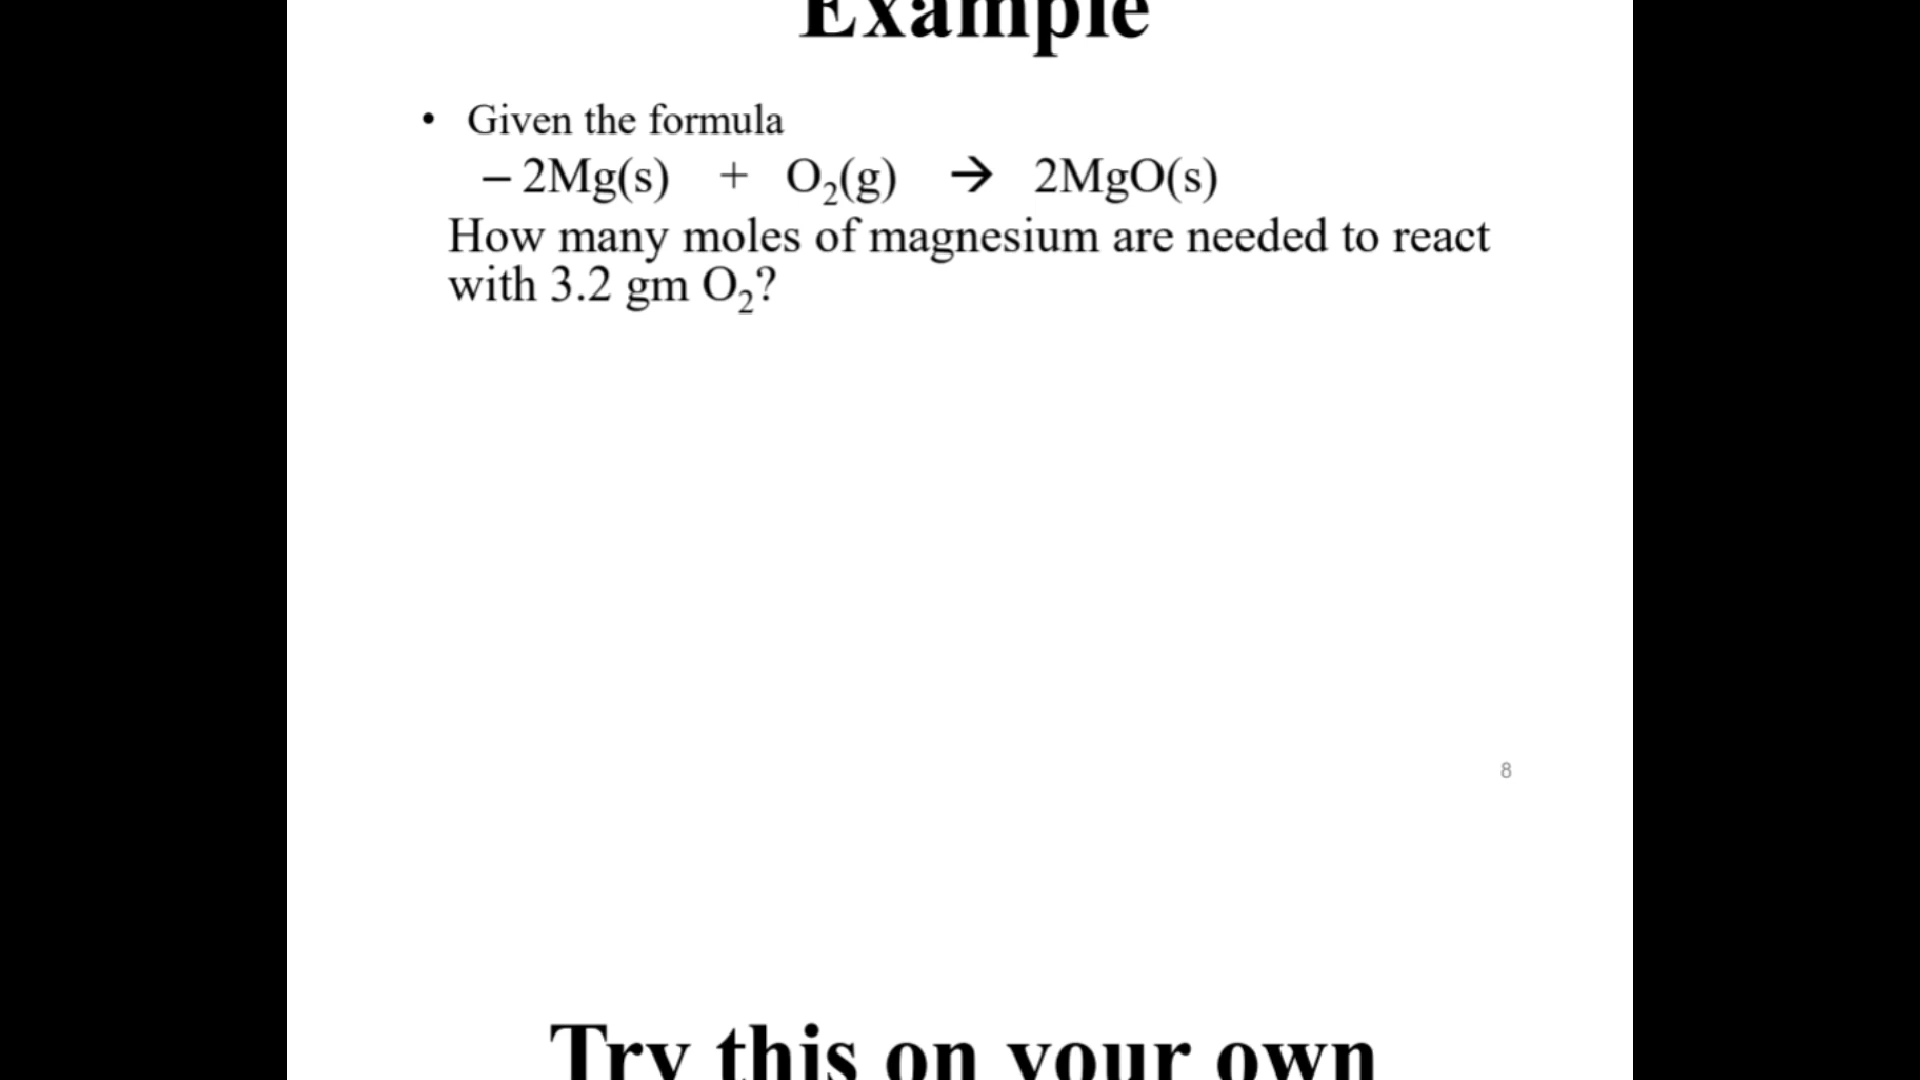 Example
• Given the formula
– 2Mg(s) + O₂(g) → 2MgO(s)
How many moles of magnesium are needed to react
with 3.2 gm O₂?
8
Try this on your own